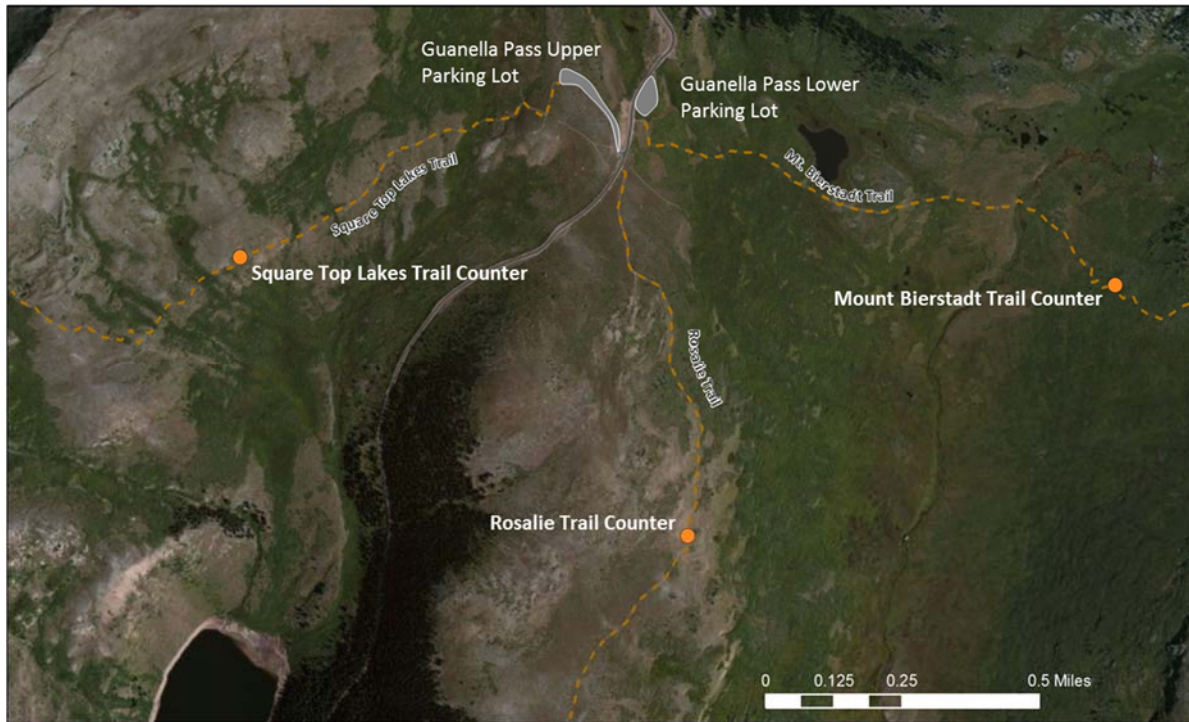 Guanella Pass Upper
Parking Lot
Guanella Pass Lower
Parking Lot
Square Top Lakes Trail
Mt. Bierstadt Trail
Square Top Lakes Trail Counter
Mount Bierstadt Trail Counter
Rosalie Trail
Rosalie Trail Counter
0 0.125 0.25 0.5 Miles